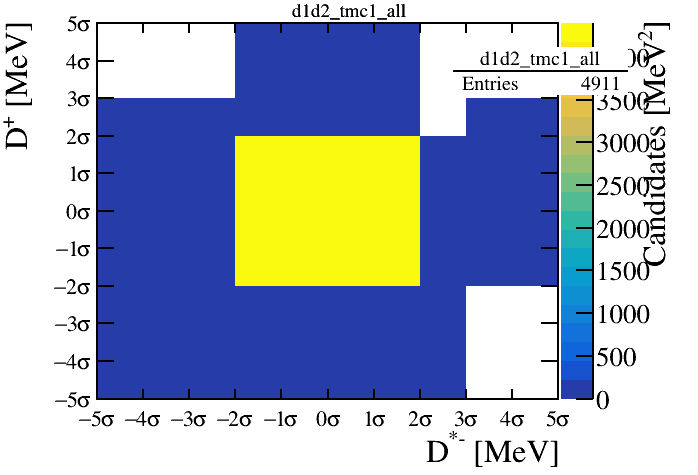 d1d2_tmc1_all
5σ
4σ
3σ
2σ
1σ
0σ
−1σ
−2σ
−3σ
−4σ
−5σ
D+ [MeV]
−5σ −4σ −3σ −2σ −1σ 0σ 1σ 2σ 3σ 4σ 5σ
D*- [MeV]
d1d2_tmc1_all
Entries 4911
3500
3000
2500
2000
1500
1000
500
0
Candidates [MeV2]